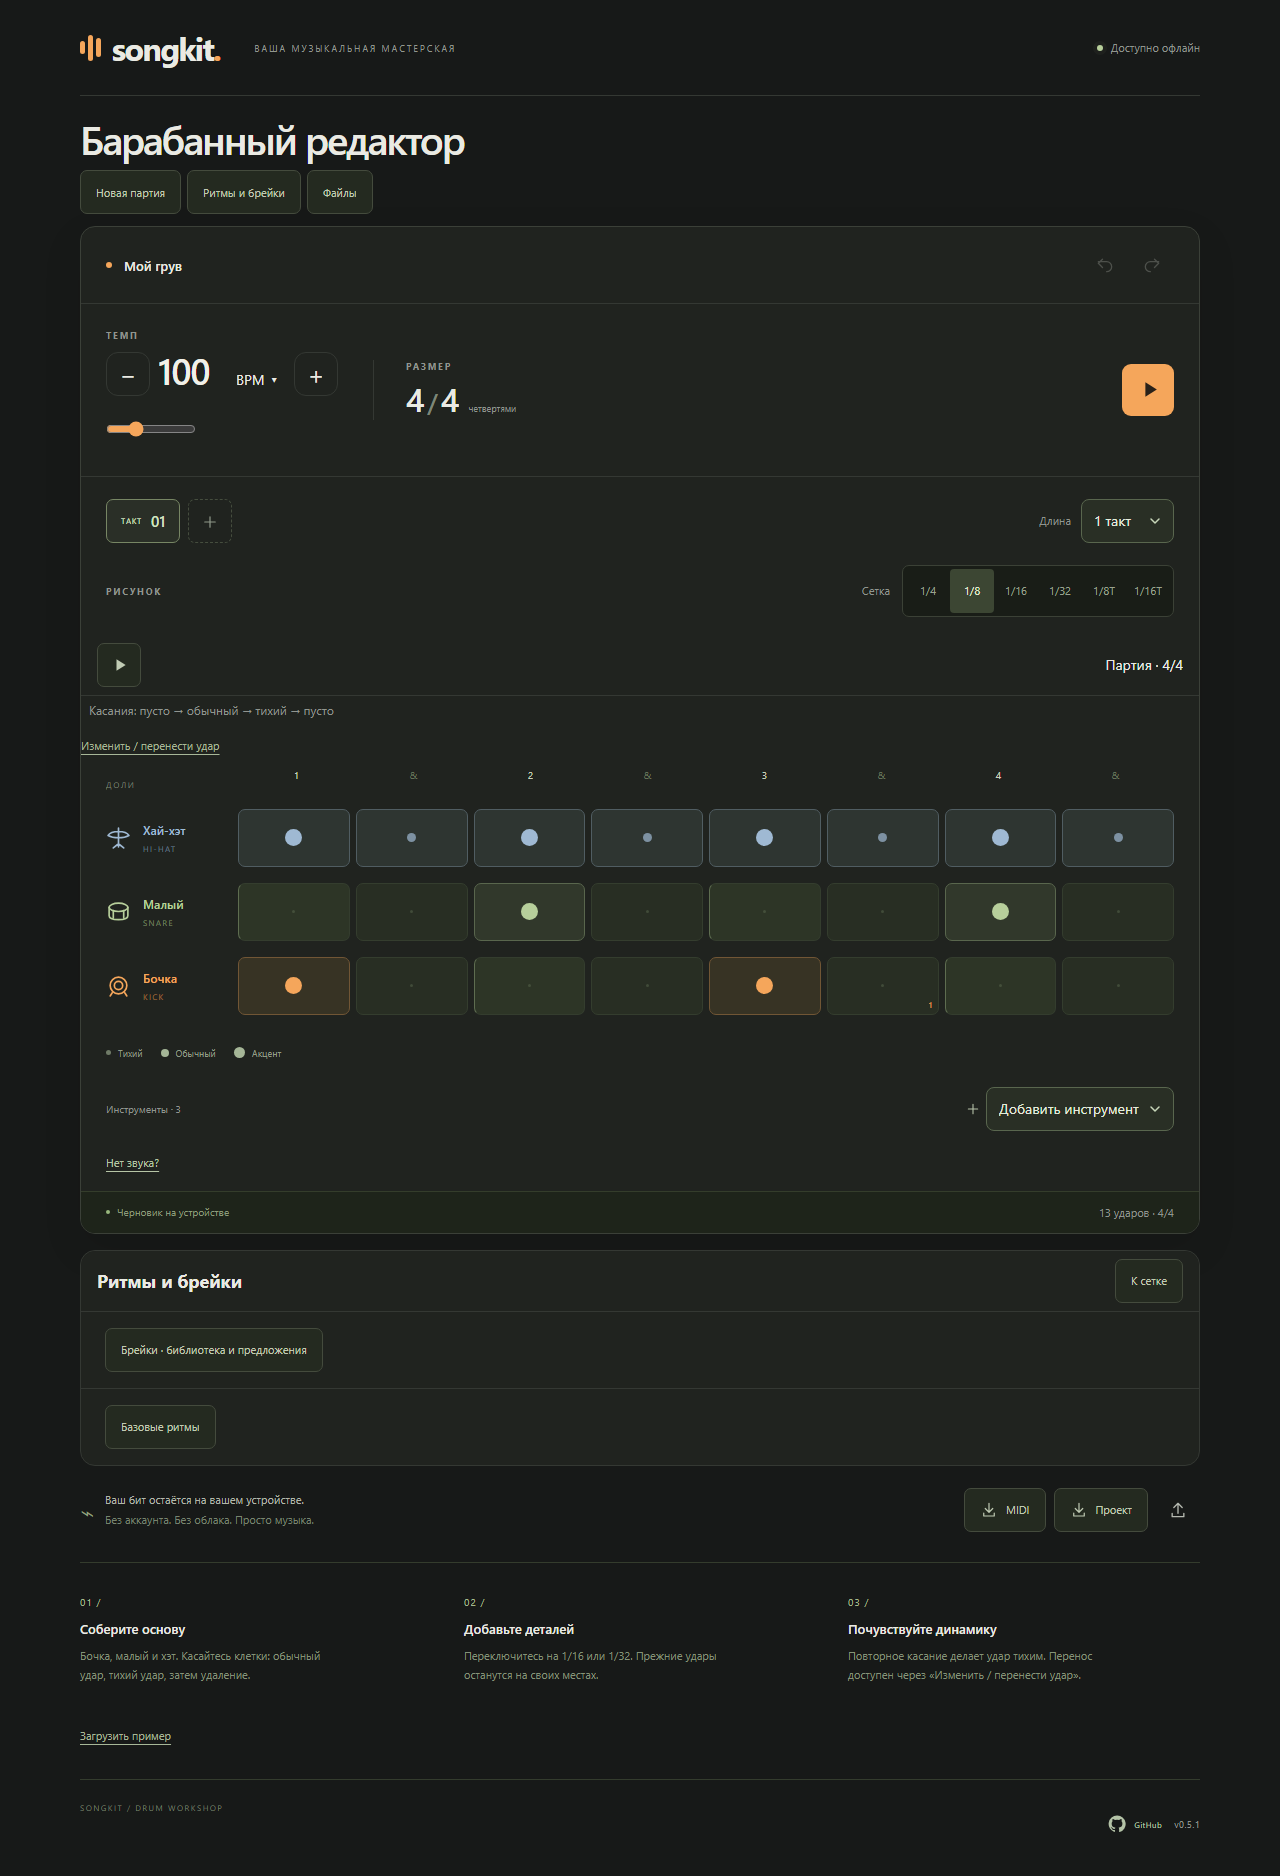 songkit.
ВАША МУЗЫКАЛЬНАЯ МАСТЕРСКАЯ
Доступно офлайн
Барабанный редактор
Новая партия
Ритмы и брейки
Файлы
Мой грув
ТЕМП
− 100 BPM ▾ +
РАЗМЕР
4/4 четвертями
ТАКТ 01
+
Длина
1 такт
РИСУНОК
Сетка
1/4 1/8 1/16 1/32 1/8T 1/16T
Партия · 4/4
Касания: пусто → обычный → тихий → пусто
Изменить / перенести удар
ДОЛИ
1 & 2 & 3 & 4 &
Хай-хэт
HI-HAT
Малый
SNARE
Бочка
KICK
1
Тихий
Обычный
Акцент
Инструменты · 3
+ Добавить инструмент
Нет звука?
Черновик на устройстве
13 ударов · 4/4
Ритмы и брейки
К сетке
Брейки · библиотека и предложения
Базовые ритмы
Ваш бит остаётся на вашем устройстве.
Без аккаунта. Без облака. Просто музыка.
MIDI
Проект
01 /
Соберите основу
Бочка, малый и хэт. Касайтесь клетки: обычный
удар, тихий удар, затем удаление.
02 /
Добавьте деталей
Переключитесь на 1/16 или 1/32. Прежние удары
останутся на своих местах.
03 /
Почувствуйте динамику
Повторное касание делает удар тихим. Перенос
доступен через «Изменить / перенести удар».
Загрузить пример
SONGKIT / DRUM WORKSHOP
GitHub
v0.5.1